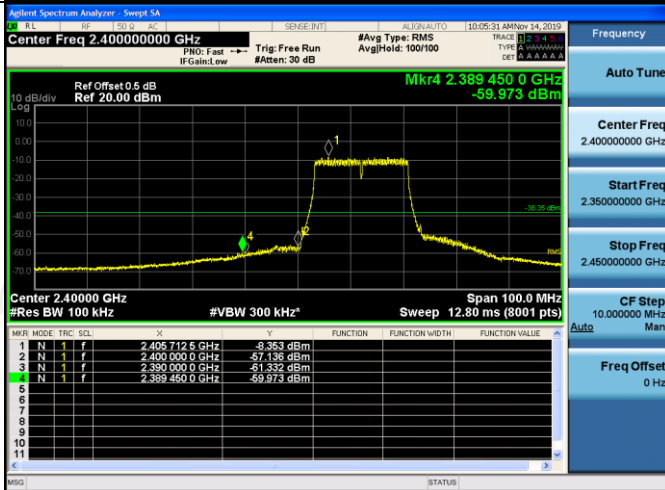 Agilent Spectrum Analyzer - Swept SA
RL RF 50 Ω AC SENSE:INT ALIGN AUTO 10:05:31 AM Nov 14, 2019
Center Freq 2.400000000 GHz
PNO: Fast
IFGain:Low
Trig: Free Run
#Atten: 30 dB
#Avg Type: RMS
Avg|Hold: 100/100
TRACE 1 2 3 4 5 6
TYPE A WWWWW
DET A A A A A A
Mkr4 2.389 450 0 GHz
-59.973 dBm
Ref Offset 0.5 dB
10 dB/div Ref 20.00 dBm
Log
10.0
0.00
-10.0
-20.0
-30.0
-40.0
-50.0
-60.0
-70.0
1
2
4
-38.35 dBm
RMS
Center 2.40000 GHz Span 100.0 MHz
#Res BW 100 kHz #VBW 300 kHz* Sweep 12.80 ms (8001 pts)
MKR MODE TRC SCL X Y FUNCTION FUNCTION WIDTH FUNCTION VALUE
1 N 1 f 2.405 712 5 GHz -8.353 dBm
2 N 1 f 2.400 000 0 GHz -57.136 dBm
3 N 1 f 2.390 000 0 GHz -61.332 dBm
4 N 1 f 2.389 450 0 GHz -59.973 dBm
5
6
7
8
9
10
11
MSG STATUS
Frequency
Auto Tune
Center Freq
2.400000000 GHz
Start Freq
2.350000000 GHz
Stop Freq
2.450000000 GHz
CF Step
10.000000 MHz
Auto Man
Freq Offset
0 Hz